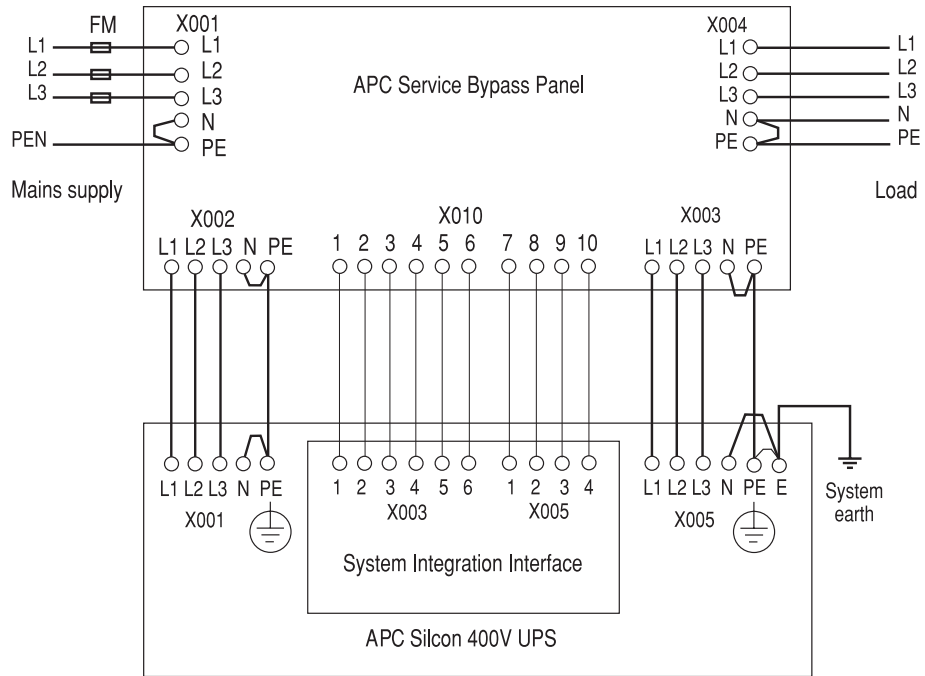 FM X001 X004
L1 L1 L1 L1
L2 L2 L2 L2
APC Service Bypass Panel
L3 L3 L3 L3
N N N
PEN PE PE PE
Mains supply Load
X002 X010 X003
L1 L2 L3 N PE 1 2 3 4 5 6 7 8 9 10 L1 L2 L3 N PE
L1 L2 L3 N PE 1 2 3 4 5 6 1 2 3 4 L1 L2 L3 N PE E
X001 X003 X005 X005
System
earth
System Integration Interface
APC Silcon 400V UPS